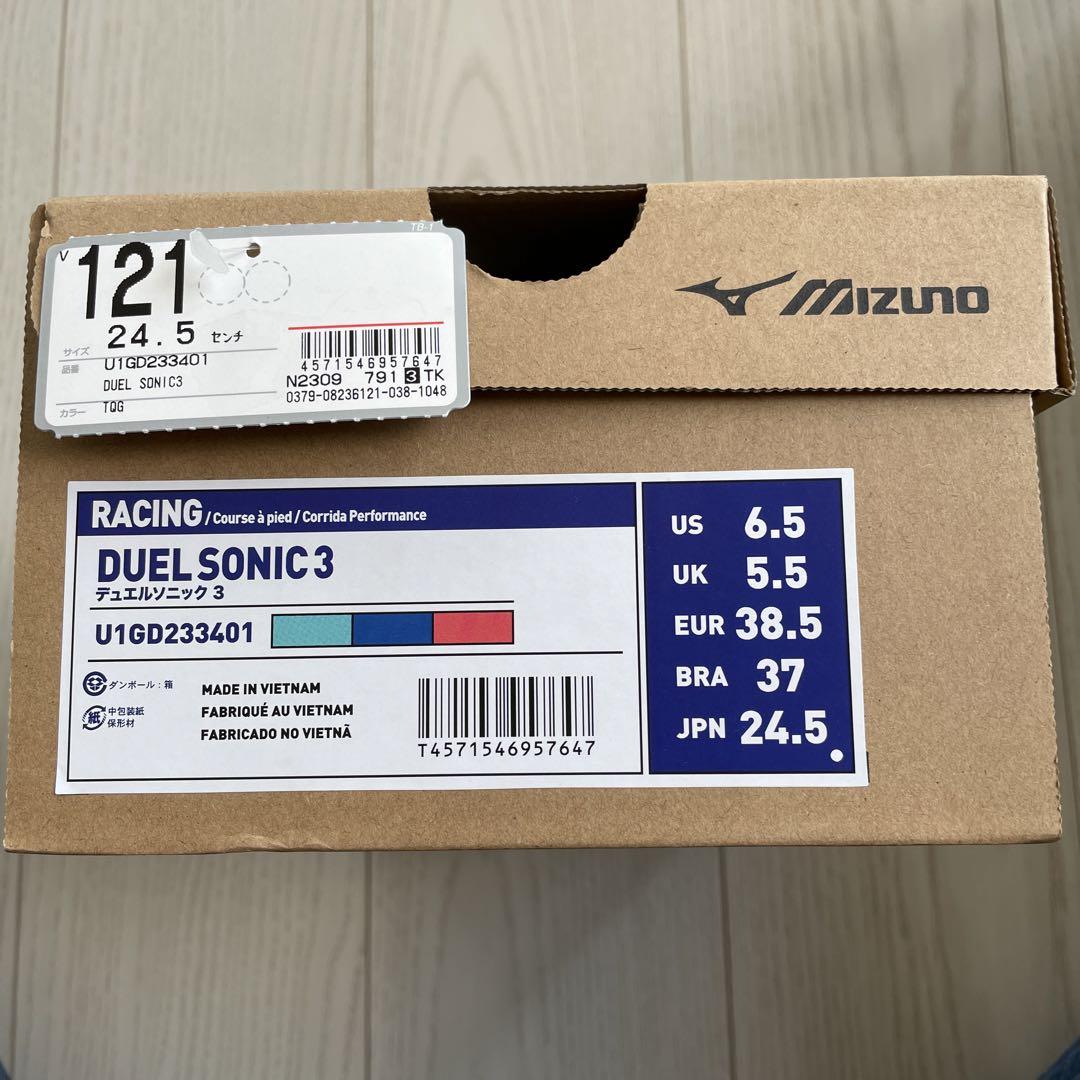 TB-1
V
121
サイズ 24.5 センチ
品番 U1GD233401
DUEL SONIC3
カラー TQG
4571546957647
N2309 791 3 TK
0379-08236121-038-1048
MIZUNO
RACING / Course à pied / Corrida Performance
DUEL SONIC 3
デュエルソニック 3
U1GD233401
ダンボール：箱
紙 中包装紙
保形材
MADE IN VIETNAM
FABRIQUÉ AU VIETNAM
FABRICADO NO VIETNÃ
T4571546957647
US 6.5
UK 5.5
EUR 38.5
BRA 37
JPN 24.5